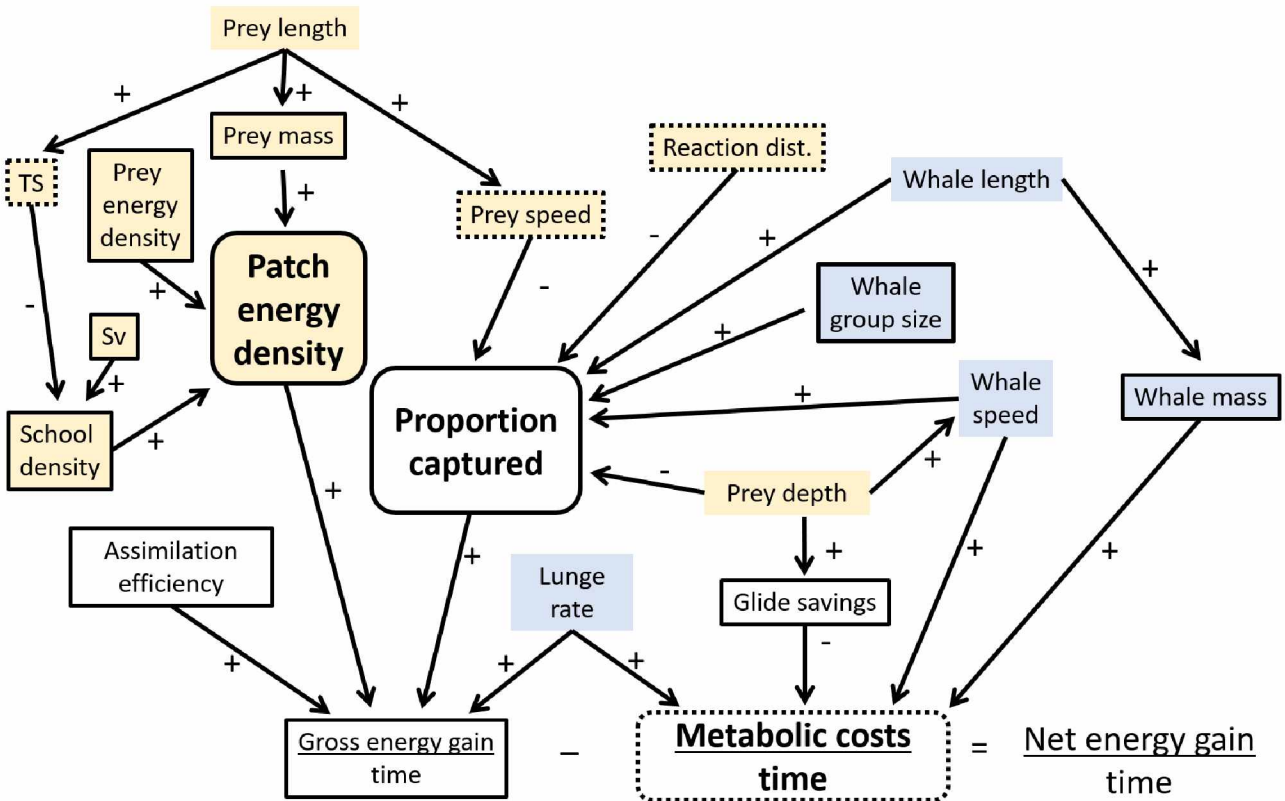 Prey length
+
+
+
Prey mass
TS
Prey
energy
density
+
Prey speed
Reaction dist.
Whale length
-
-
+
+
Patch
energy
density
+
-
Whale
group size
+
Sv
+
School
density
+
Proportion
captured
+
Whale
speed
Whale mass
-
Prey depth
+
+
Assimilation
efficiency
+
Lunge
rate
+
Glide savings
+
+
-
+
+
+
Gross energy gain
time
–
Metabolic costs
time
=
Net energy gain
time